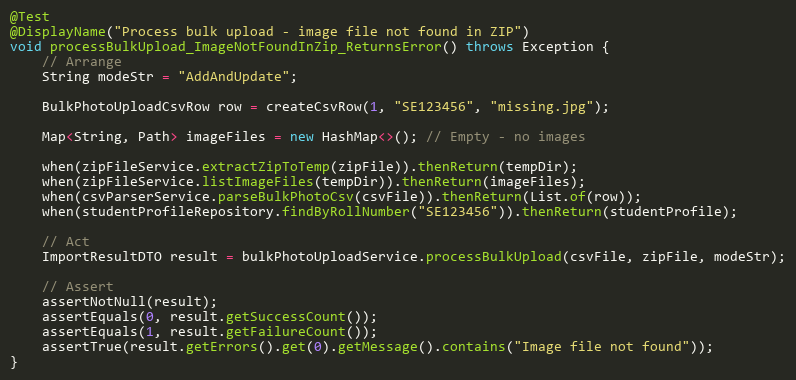 @Test
@DisplayName("Process bulk upload - image file not found in ZIP")
void processBulkUpload_ImageNotFoundInZip_ReturnsError() throws Exception {
    // Arrange
    String modeStr = "AddAndUpdate";

    BulkPhotoUploadCsvRow row = createCsvRow(1, "SE123456", "missing.jpg");

    Map<String, Path> imageFiles = new HashMap<>(); // Empty - no images

    when(zipFileService.extractZipToTemp(zipFile)).thenReturn(tempDir);
    when(zipFileService.listImageFiles(tempDir)).thenReturn(imageFiles);
    when(csvParserService.parseBulkPhotoCsv(csvFile)).thenReturn(List.of(row));
    when(studentProfileRepository.findByRollNumber("SE123456")).thenReturn(studentProfile);

    // Act
    ImportResultDTO result = bulkPhotoUploadService.processBulkUpload(csvFile, zipFile, modeStr);

    // Assert
    assertNotNull(result);
    assertEquals(0, result.getSuccessCount());
    assertEquals(1, result.getFailureCount());
    assertTrue(result.getErrors().get(0).getMessage().contains("Image file not found"));
}